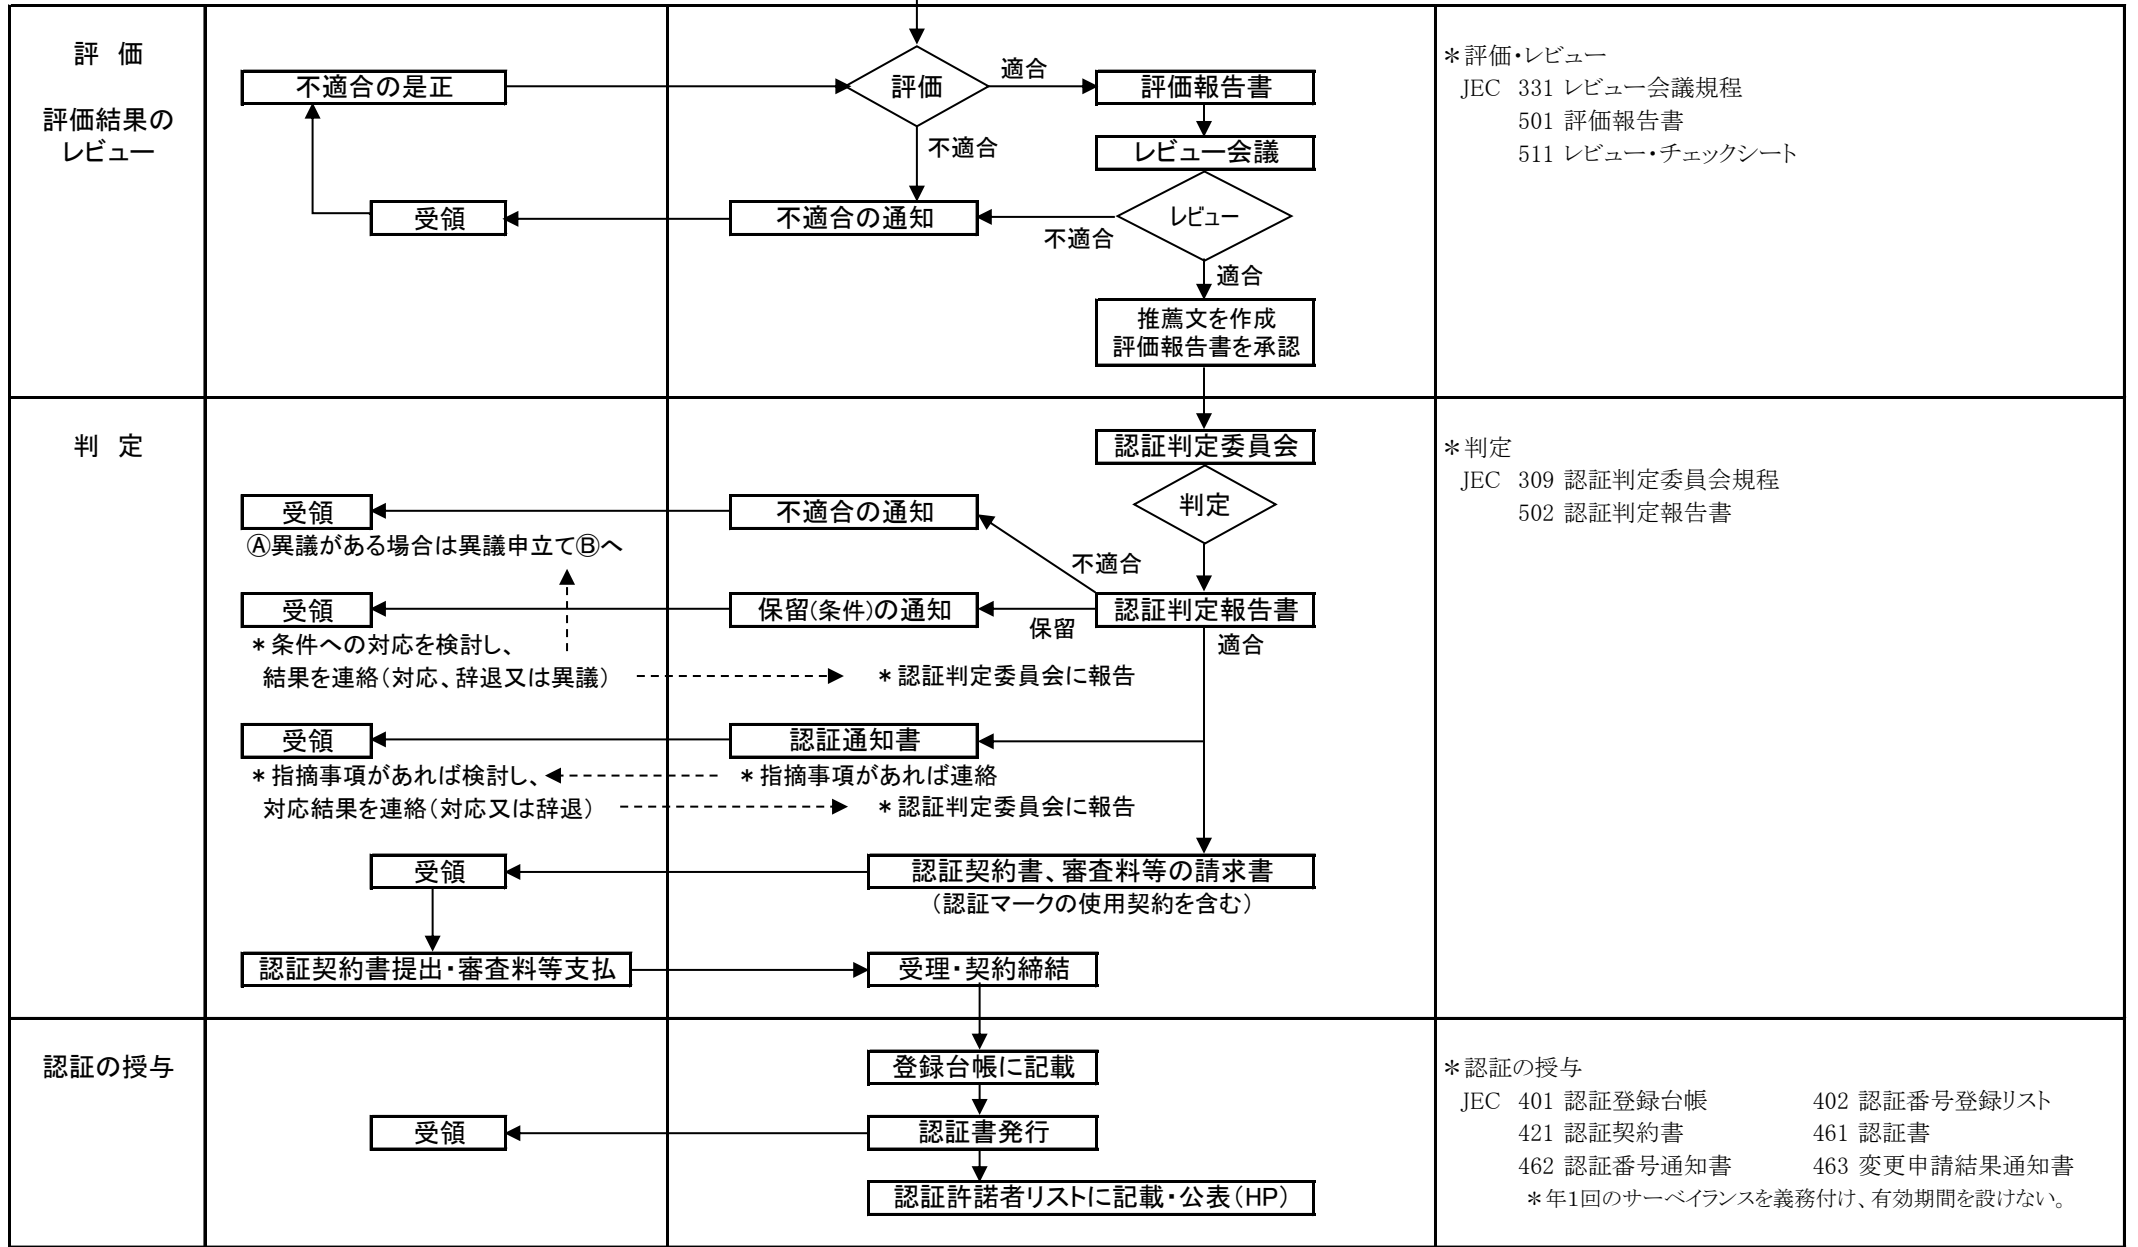 評 価
評価結果の
レビュー
不適合の是正
評価
適合
評価報告書
不適合
レビュー会議
受領
不適合の通知
不適合
レビュー
適合
推薦文を作成
評価報告書を承認
＊評価・レビュー
JEC 331 レビュー会議規程
501 評価報告書
511 レビュー・チェックシート
判 定
認証判定委員会
判定
受領
不適合の通知
不適合
Ⓐ異議がある場合は異議申立てⒷへ
受領
保留(条件)の通知
保留
認証判定報告書
適合
＊条件への対応を検討し、
結果を連絡（対応、辞退又は異議）
＊認証判定委員会に報告
受領
認証通知書
＊指摘事項があれば検討し、
＊指摘事項があれば連絡
対応結果を連絡（対応又は辞退）
＊認証判定委員会に報告
受領
認証契約書、審査料等の請求書
（認証マークの使用契約を含む）
認証契約書提出・審査料等支払
受理・契約締結
＊判定
JEC 309 認証判定委員会規程
502 認証判定報告書
認証の授与
登録台帳に記載
受領
認証書発行
認証許諾者リストに記載・公表（HP）
＊認証の授与
JEC 401 認証登録台帳 402 認証番号登録リスト
421 認証契約書 461 認証書
462 認証番号通知書 463 変更申請結果通知書
＊年1回のサーベイランスを義務付け、有効期間を設けない。